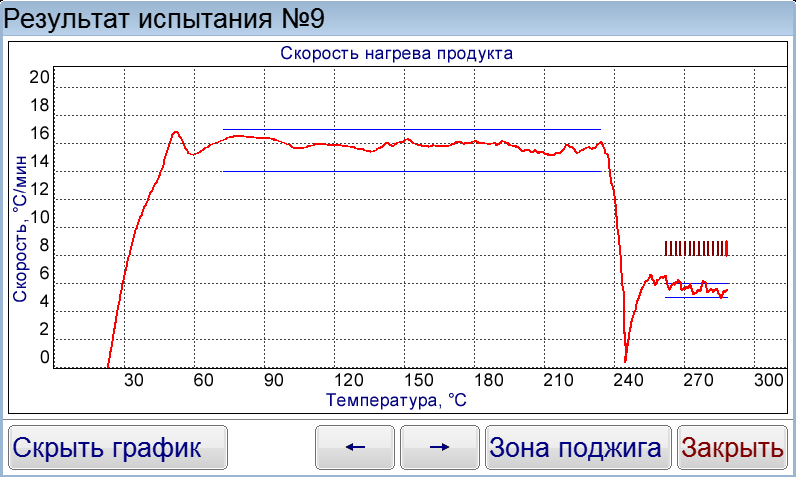 Результат испытания №9
Скорость нагрева продукта
20
18
16
14
12
10
8
6
4
2
0
Скорость, °С/мин
30 60 90 120 150 180 210 240 270 300
Температура, °С
Скрыть график ← → Зона поджига Закрыть